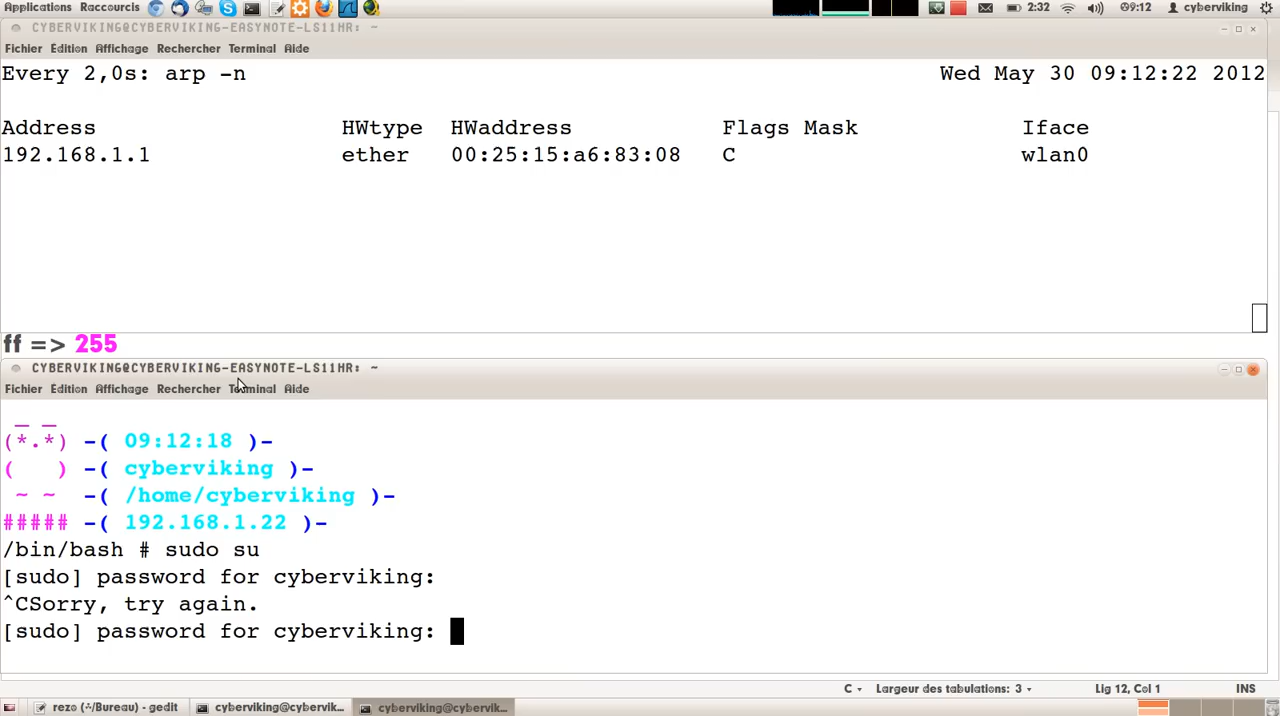 Applications Raccourcis 2:32 09:12 cyberviking
CYBERVIKING@CYBERVIKING-EASYNOTE-LS11HR: ~
Fichier Édition Affichage Rechercher Terminal Aide
Every 2,0s: arp -n Wed May 30 09:12:22 2012
Address HWtype HWaddress Flags Mask Iface
192.168.1.1 ether 00:25:15:a6:83:08 C wlan0
ff => 255
CYBERVIKING@CYBERVIKING-EASYNOTE-LS11HR: ~
Fichier Édition Affichage Rechercher Terminal Aide
_ _
(*.*) -( 09:12:18 )-
( ) -( cyberviking )-
~ ~ -( /home/cyberviking )-
##### -( 192.168.1.22 )-
/bin/bash # sudo su
[sudo] password for cyberviking:
^CSorry, try again.
[sudo] password for cyberviking:
C Largeur des tabulations: 3 Lig 12, Col 1 INS
rezo (~/Bureau) - gedit cyberviking@cybervik... cyberviking@cybervik...